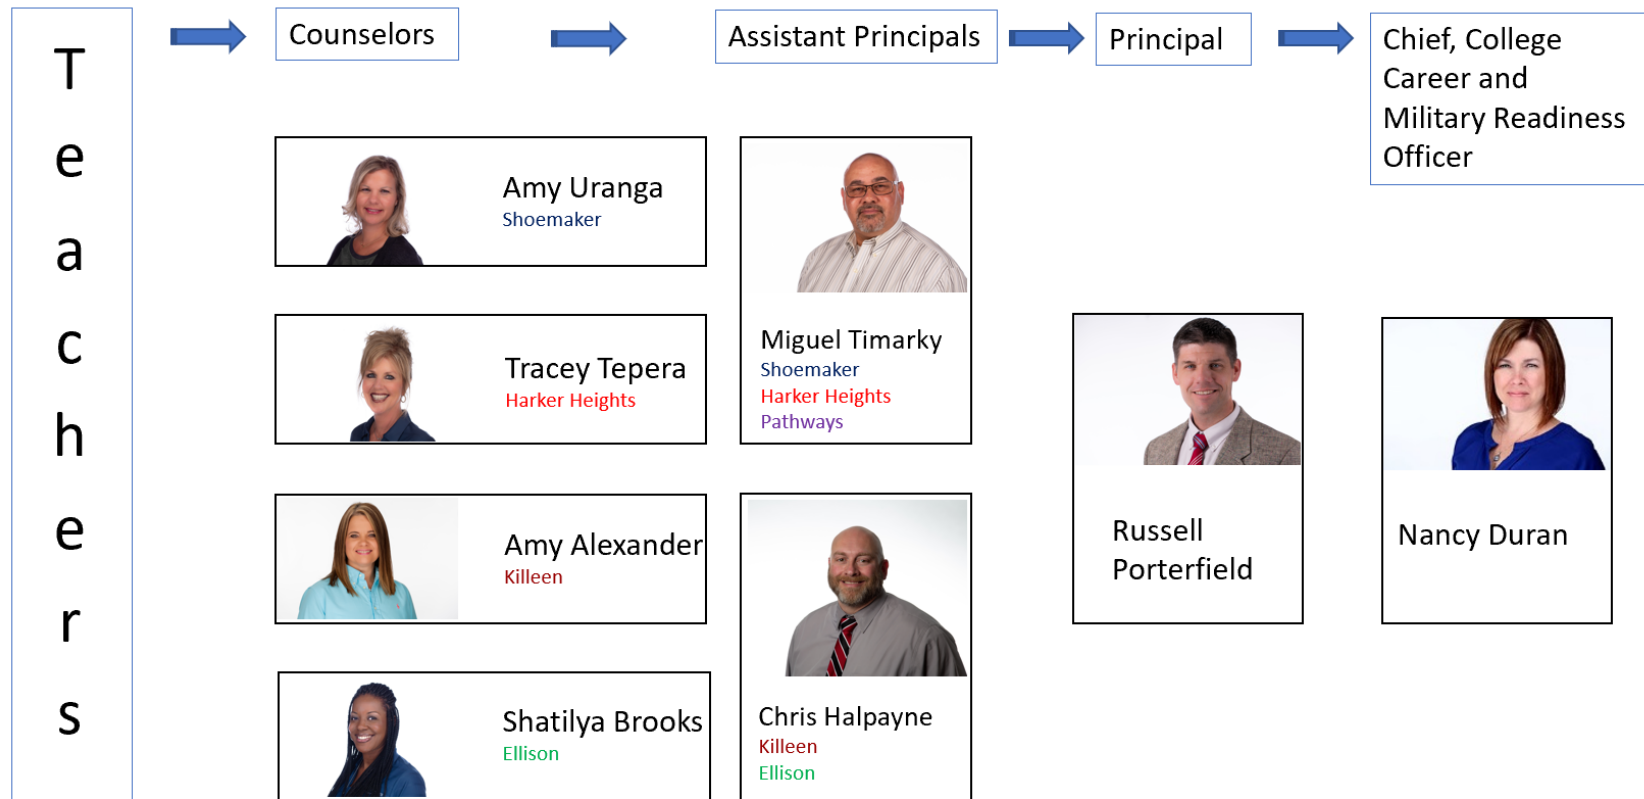 Teachers
Counselors
Assistant Principals
Principal
Chief, College
Career and
Military Readiness
Officer
Amy Uranga
Shoemaker
Tracey Tepera
Harker Heights
Amy Alexander
Killeen
Shatilya Brooks
Ellison
Miguel Timarky
Shoemaker
Harker Heights
Pathways
Chris Halpayne
Killeen
Ellison
Russell
Porterfield
Nancy Duran